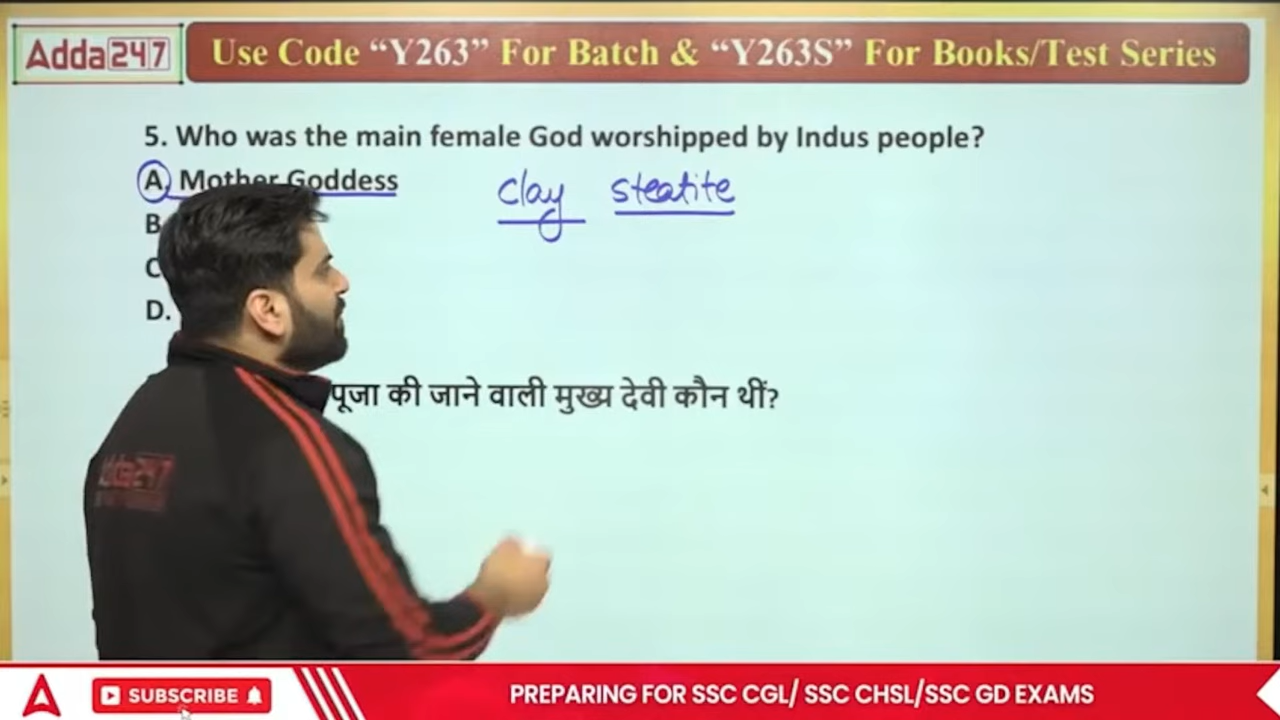 Adda247
Use Code “Y263” For Batch & “Y263S” For Books/Test Series
5. Who was the main female God worshipped by Indus people?
A. Mother Goddess
clay steatite
B
C
D.
पूजा की जाने वाली मुख्य देवी कौन थीं?
Adda247
SUBSCRIBE
PREPARING FOR SSC CGL/ SSC CHSL/SSC GD EXAMS